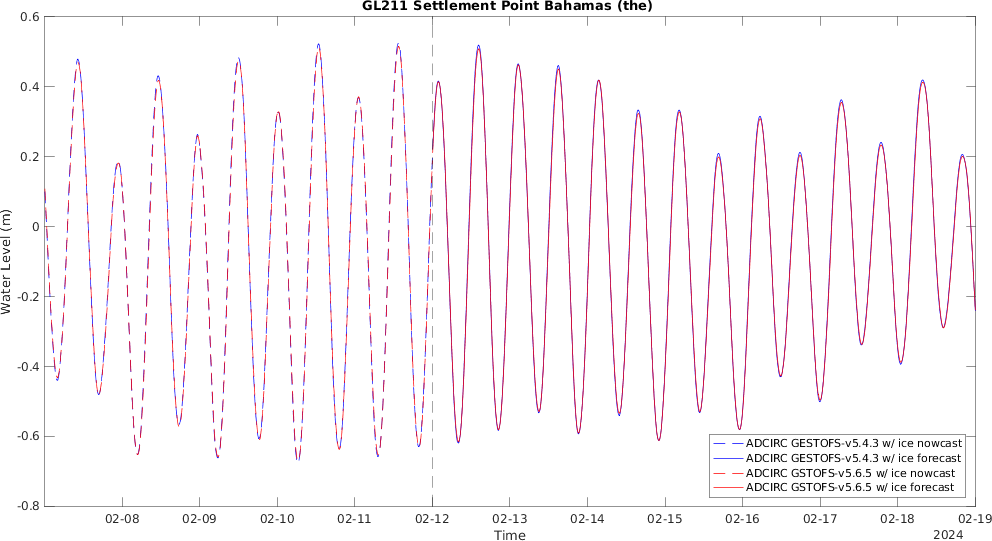 GL211 Settlement Point Bahamas (the)
0.6
0.4
0.2
0
-0.2
-0.4
-0.6
-0.8
Water Level (m)
ADCIRC GESTOFS-v5.4.3 w/ ice nowcast
ADCIRC GESTOFS-v5.4.3 w/ ice forecast
ADCIRC GSTOFS-v5.6.5 w/ ice nowcast
ADCIRC GSTOFS-v5.6.5 w/ ice forecast
02-08 02-09 02-10 02-11 02-12 02-13 02-14 02-15 02-16 02-17 02-18 02-19
Time
2024